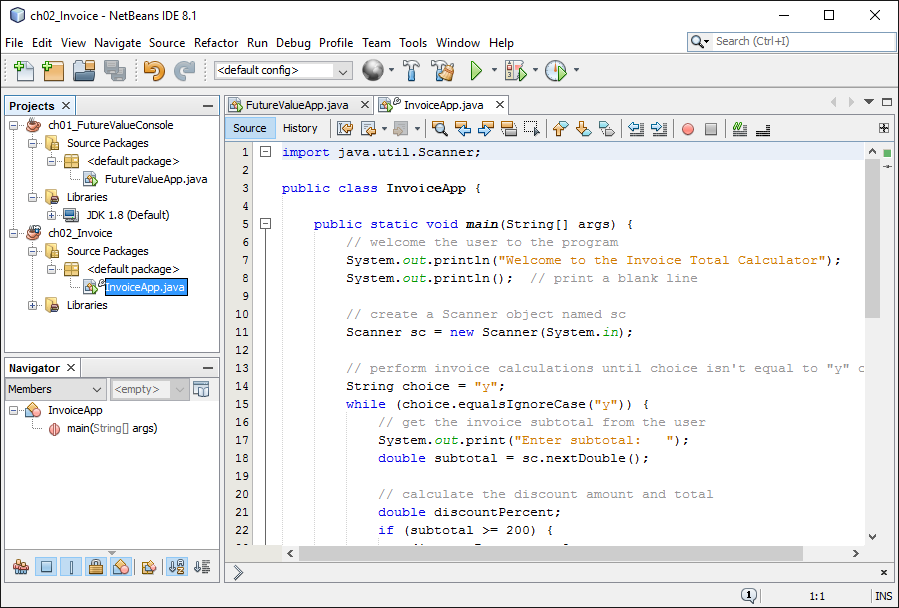 ch02_Invoice - NetBeans IDE 8.1
File Edit View Navigate Source Refactor Run Debug Profile Team Tools Window Help
Search (Ctrl+I)
<default config>
Projects
ch01_FutureValueConsole
Source Packages
<default package>
FutureValueApp.java
Libraries
JDK 1.8 (Default)
ch02_Invoice
Source Packages
<default package>
InvoiceApp.java
Libraries
Navigator
Members <empty>
InvoiceApp
main(String[] args)
FutureValueApp.java InvoiceApp.java
Source History
1 import java.util.Scanner;
2
3 public class InvoiceApp {
4
5 public static void main(String[] args) {
6 // welcome the user to the program
7 System.out.println("Welcome to the Invoice Total Calculator");
8 System.out.println();  // print a blank line
9
10 // create a Scanner object named sc
11 Scanner sc = new Scanner(System.in);
12
13 // perform invoice calculations until choice isn't equal to "y" o
14 String choice = "y";
15 while (choice.equalsIgnoreCase("y")) {
16 // get the invoice subtotal from the user
17 System.out.print("Enter subtotal:   ");
18 double subtotal = sc.nextDouble();
19
20 // calculate the discount amount and total
21 double discountPercent;
22 if (subtotal >= 200) {
1 1:1 INS